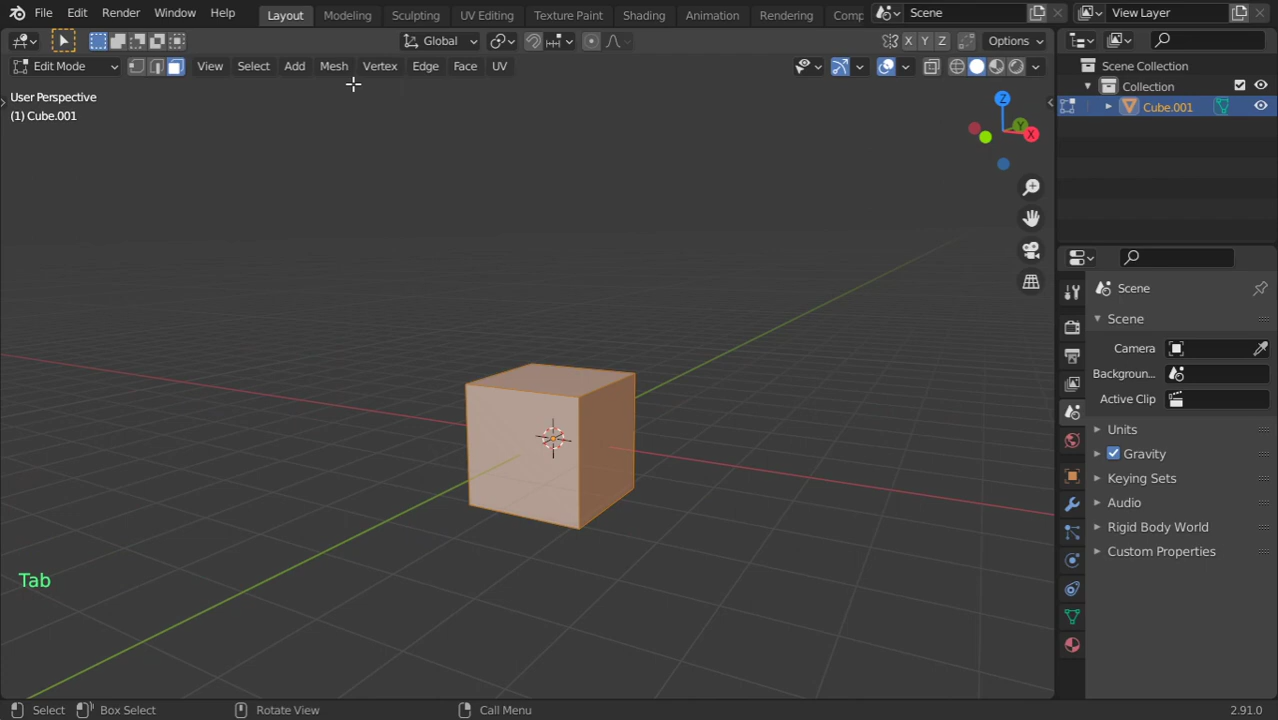 File Edit Render Window Help Layout Modeling Sculpting UV Editing Texture Paint Shading Animation Rendering Comp Scene View Layer
Global X Y Z Options
Edit Mode View Select Add Mesh Vertex Edge Face UV
User Perspective
(1) Cube.001
Z
Y
X
Tab
Scene Collection
Collection
Cube.001
Scene
Scene
Camera
Backgroun...
Active Clip
Units
Gravity
Keying Sets
Audio
Rigid Body World
Custom Properties
Select Box Select Rotate View Call Menu 2.91.0